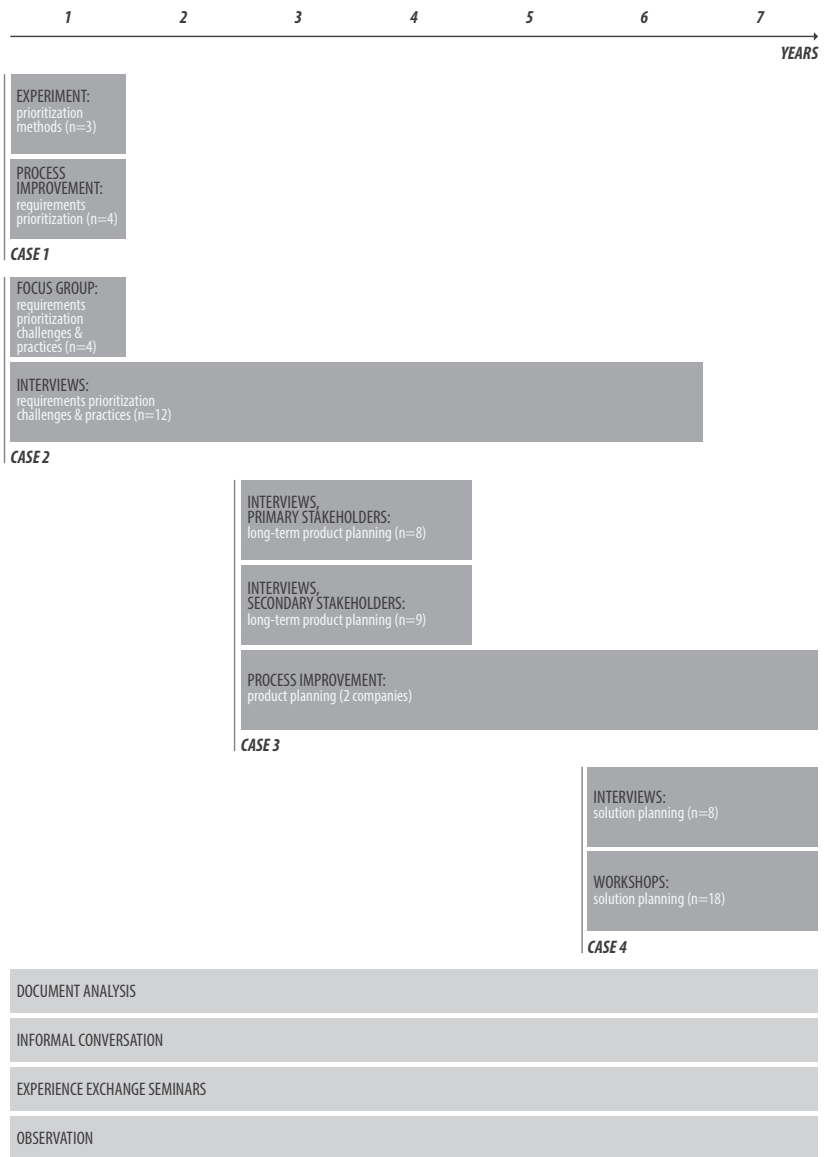 1 2 3 4 5 6 7
YEARS
EXPERIMENT:
prioritization
methods (n=3)
PROCESS
IMPROVEMENT:
requirements
prioritization (n=4)
CASE 1
FOCUS GROUP:
requirements
prioritization
challenges &
practices (n=4)
INTERVIEWS:
requirements prioritization
challenges & practices (n=12)
CASE 2
INTERVIEWS,
PRIMARY STAKEHOLDERS:
long-term product planning (n=8)
INTERVIEWS,
SECONDARY STAKEHOLDERS:
long-term product planning (n=9)
PROCESS IMPROVEMENT:
product planning (2 companies)
CASE 3
INTERVIEWS:
solution planning (n=8)
WORKSHOPS:
solution planning (n=18)
CASE 4
DOCUMENT ANALYSIS
INFORMAL CONVERSATION
EXPERIENCE EXCHANGE SEMINARS
OBSERVATION